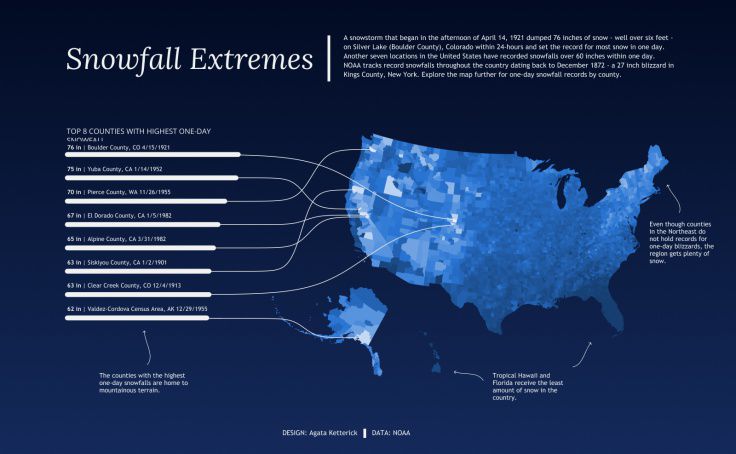 Snowfall Extremes
A snowstorm that began in the afternoon of April 14, 1921 dumped 76 inches of snow - well over six feet -
on Silver Lake (Boulder County), Colorado within 24-hours and set the record for most snow in one day.
Another seven locations in the United States have recorded snowfalls over 60 inches within one day.
NOAA tracks record snowfalls throughout the country dating back to December 1872 - a 27 inch blizzard in
Kings County, New York. Explore the map further for one-day snowfall records by county.
TOP 8 COUNTIES WITH HIGHEST ONE-DAY
SNOWFALL
76 in | Boulder County, CO 4/15/1921
75 in | Yuba County, CA 1/14/1952
70 in | Pierce County, WA 11/26/1955
67 in | El Dorado County, CA 1/5/1982
65 in | Alpine County, CA 3/31/1982
63 in | Siskiyou County, CA 1/2/1901
63 in | Clear Creek County, CO 12/4/1913
62 in | Valdez-Cordova Census Area, AK 12/29/1955
Even though counties
in the Northeast do
not hold records for
one-day blizzards, the
region gets plenty of
snow.
The counties with the highest
one-day snowfalls are home to
mountainous terrain.
Tropical Hawaii and
Florida receive the least
amount of snow in the
country.
DESIGN: Agata Ketterick | DATA: NOAA